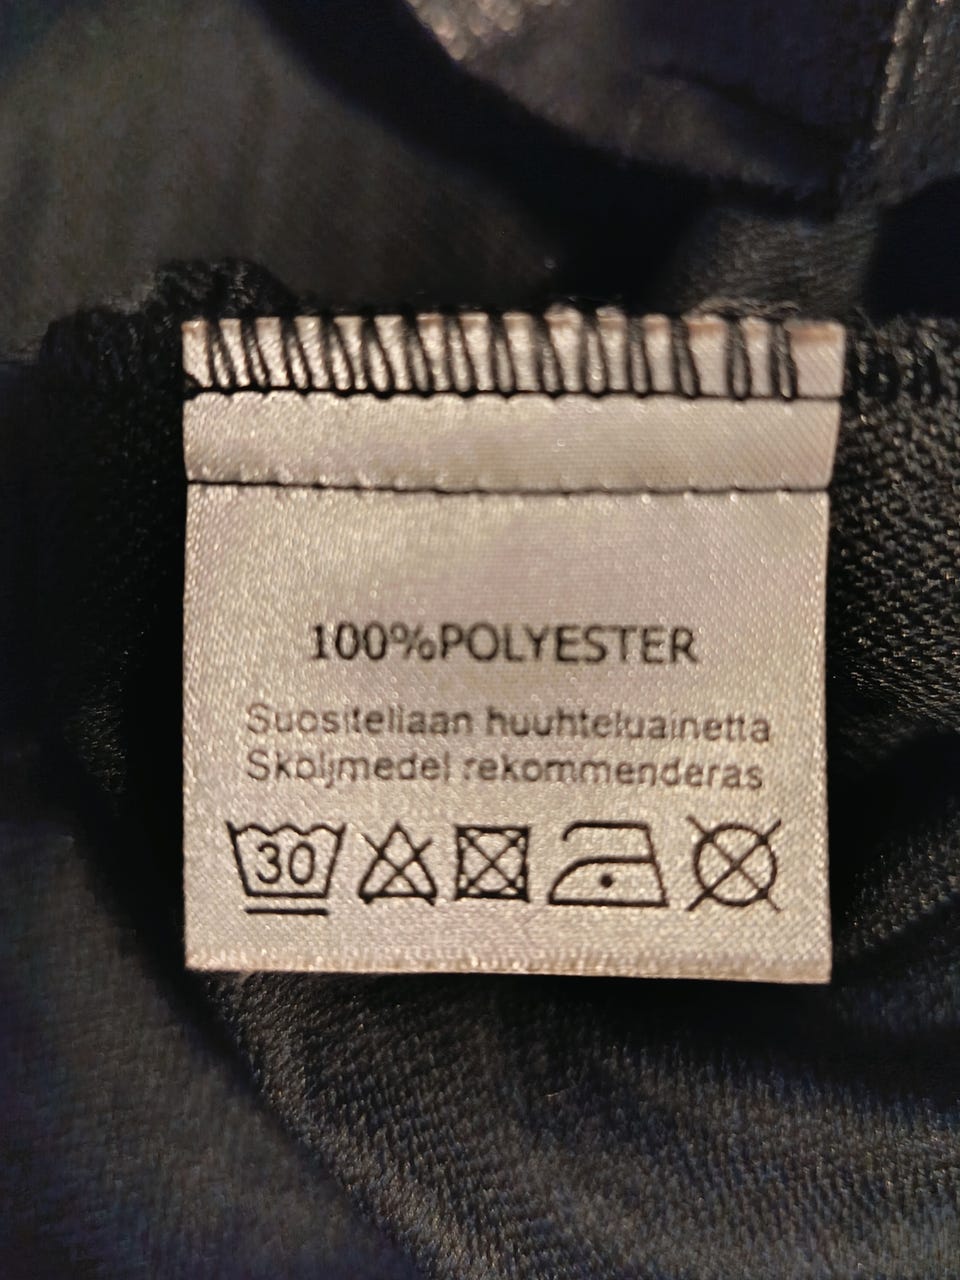 100%POLYESTER
Suositellaan huuhteluainetta
Sköljmedel rekommenderas
30